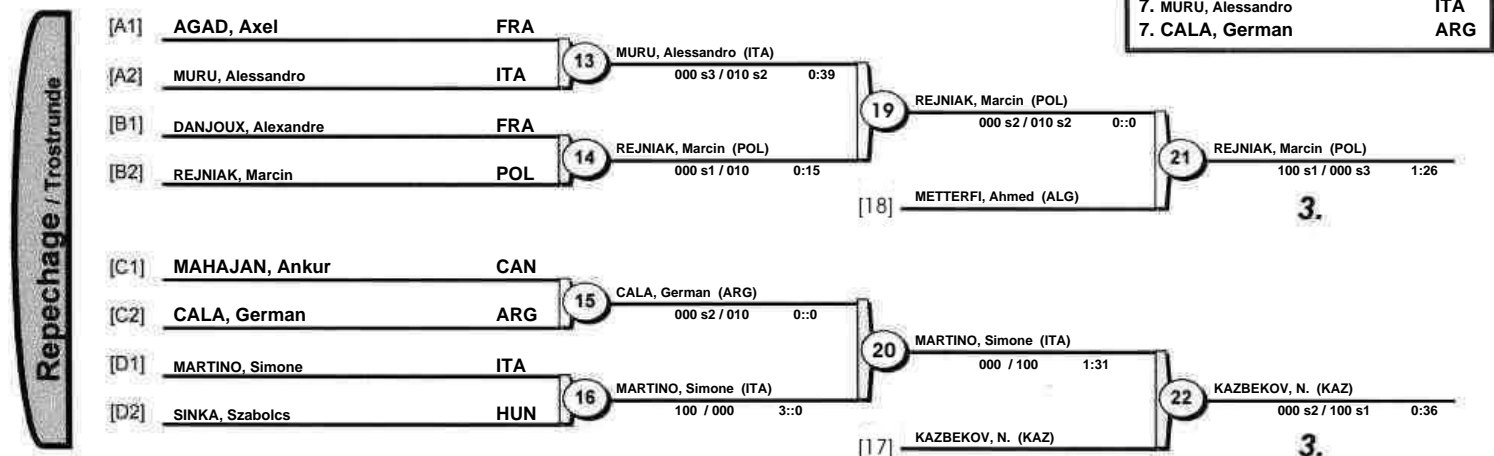 7. MURU, Alessandro ITA
7. CALA, German ARG
Repechage / Trostrunde
[A1] AGAD, Axel FRA
[A2] MURU, Alessandro ITA
13 MURU, Alessandro (ITA)
000 s3 / 010 s2 0:39
[B1] DANJOUX, Alexandre FRA
[B2] REJNIAK, Marcin POL
14 REJNIAK, Marcin (POL)
000 s1 / 010 0:15
19 REJNIAK, Marcin (POL)
000 s2 / 010 s2 0::0
[18] METTERFI, Ahmed (ALG)
21 REJNIAK, Marcin (POL)
100 s1 / 000 s3 1:26
3.
[C1] MAHAJAN, Ankur CAN
[C2] CALA, German ARG
15 CALA, German (ARG)
000 s2 / 010 0::0
[D1] MARTINO, Simone ITA
[D2] SINKA, Szabolcs HUN
16 MARTINO, Simone (ITA)
100 / 000 3::0
20 MARTINO, Simone (ITA)
000 / 100 1:31
[17] KAZBEKOV, N. (KAZ)
22 KAZBEKOV, N. (KAZ)
000 s2 / 100 s1 0:36
3.